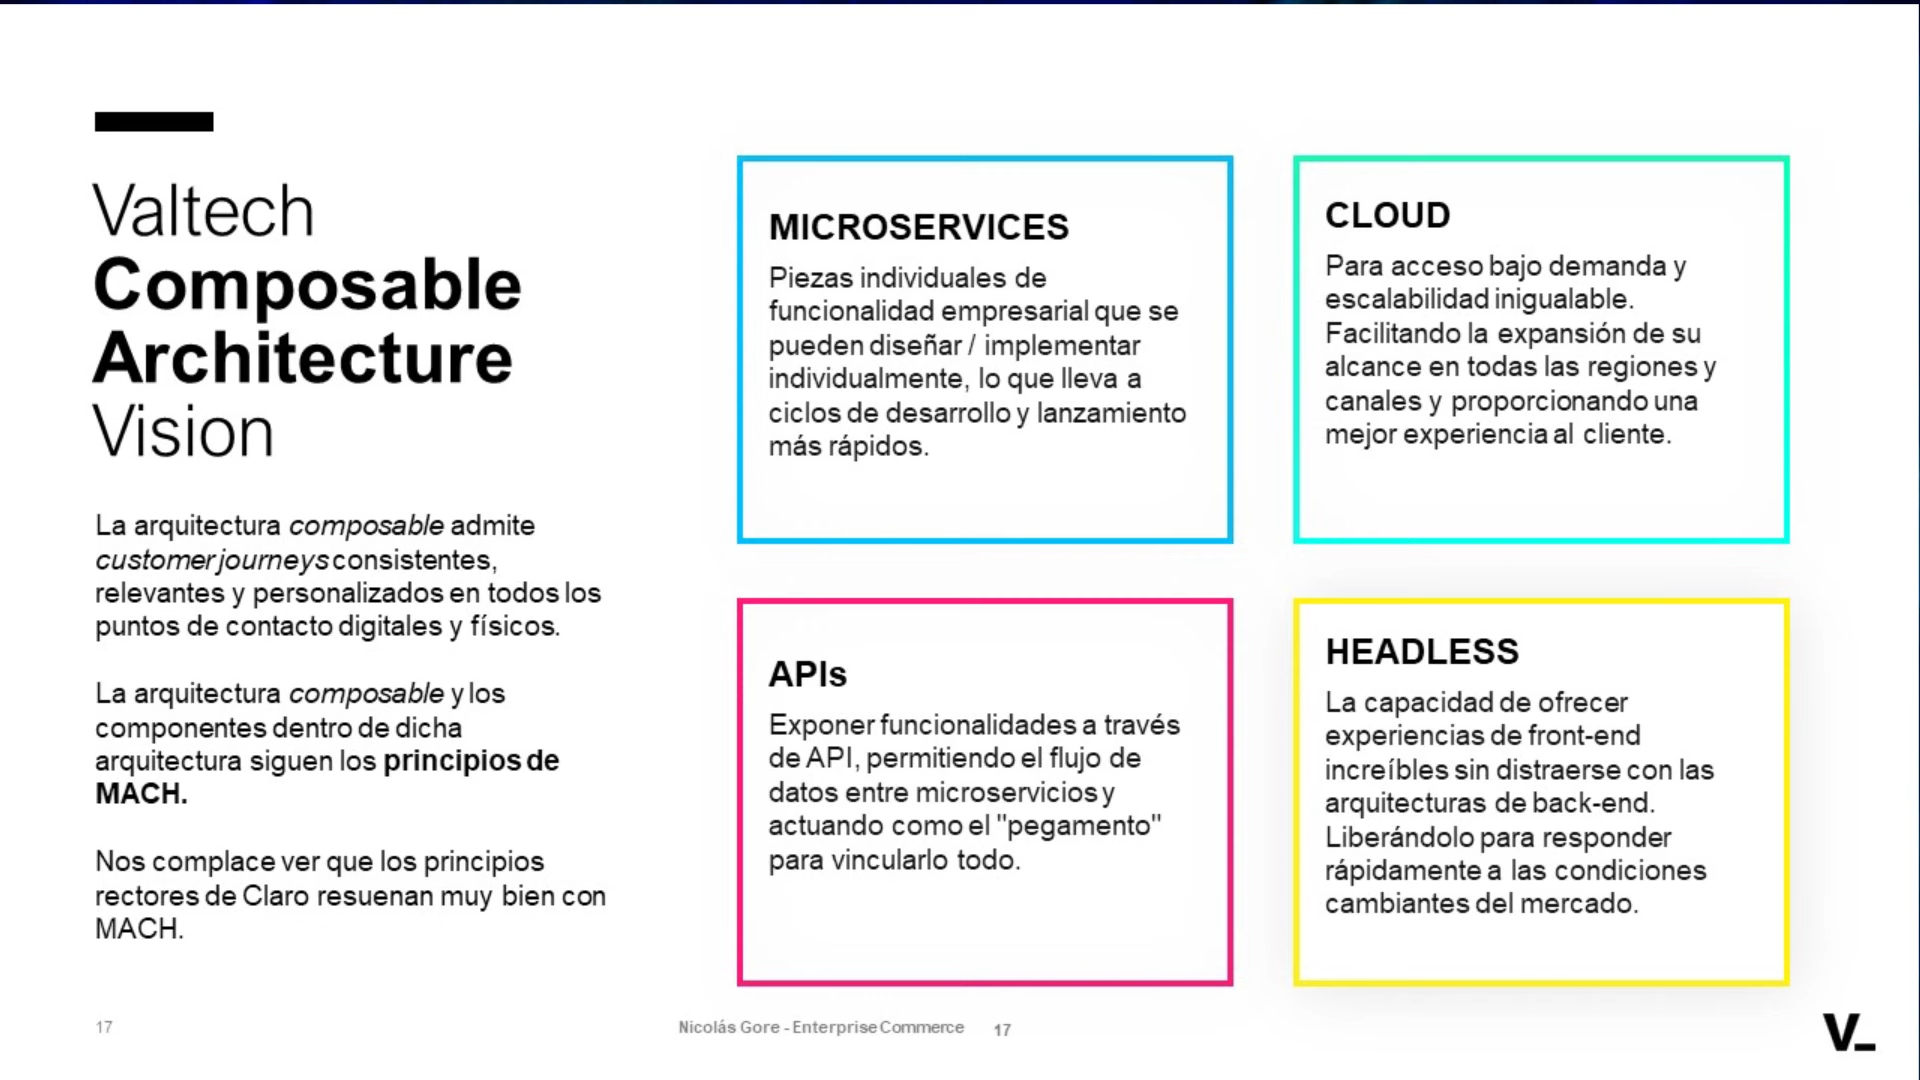 Valtech
Composable
Architecture
Vision
La arquitectura composable admite
customer journeys consistentes,
relevantes y personalizados en todos los
puntos de contacto digitales y físicos.
La arquitectura composable y los
componentes dentro de dicha
arquitectura siguen los principios de
MACH.
Nos complace ver que los principios
rectores de Claro resuenan muy bien con
MACH.
MICROSERVICES
Piezas individuales de
funcionalidad empresarial que se
pueden diseñar / implementar
individualmente, lo que lleva a
ciclos de desarrollo y lanzamiento
más rápidos.
CLOUD
Para acceso bajo demanda y
escalabilidad inigualable.
Facilitando la expansión de su
alcance en todas las regiones y
canales y proporcionando una
mejor experiencia al cliente.
APIs
Exponer funcionalidades a través
de API, permitiendo el flujo de
datos entre microservicios y
actuando como el "pegamento"
para vincularlo todo.
HEADLESS
La capacidad de ofrecer
experiencias de front-end
increíbles sin distraerse con las
arquitecturas de back-end.
Liberándolo para responder
rápidamente a las condiciones
cambiantes del mercado.
17
Nicolás Gore - Enterprise Commerce 17
V_